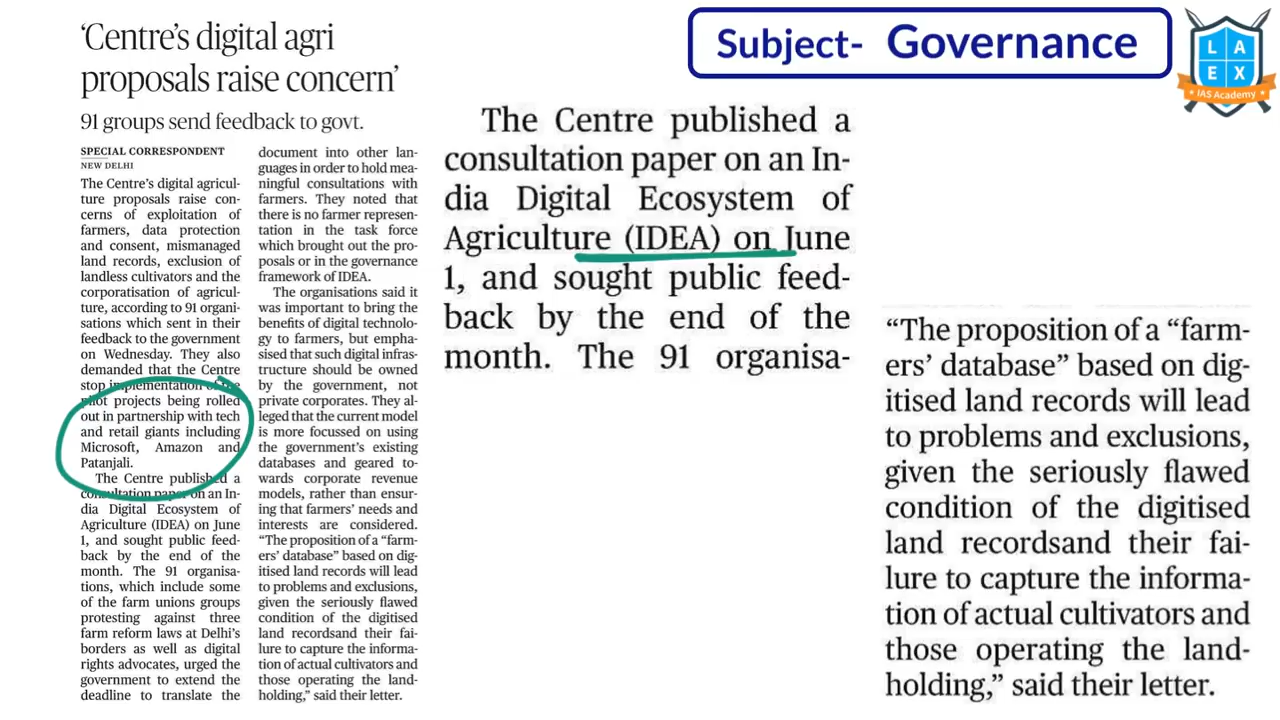 ‘Centre’s digital agri
proposals raise concern’
91 groups send feedback to govt.
SPECIAL CORRESPONDENT
NEW DELHI
The Centre’s digital agricul-
ture proposals raise con-
cerns of exploitation of
farmers, data protection
and consent, mismanaged
land records, exclusion of
landless cultivators and the
corporatisation of agricul-
ture, according to 91 organi-
sations which sent in their
feedback to the government
on Wednesday. They also
demanded that the Centre
stop implementation of the
pilot projects being rolled
out in partnership with tech
and retail giants including
Microsoft, Amazon and
Patanjali.
The Centre published a
consultation paper on an In-
dia Digital Ecosystem of
Agriculture (IDEA) on June
1, and sought public feed-
back by the end of the
month. The 91 organisa-
tions, which include some
of the farm unions groups
protesting against three
farm reform laws at Delhi’s
borders as well as digital
rights advocates, urged the
government to extend the
deadline to translate the
document into other lan-
guages in order to hold mea-
ningful consultations with
farmers. They noted that
there is no farmer represen-
tation in the task force
which brought out the pro-
posals or in the governance
framework of IDEA.
The organisations said it
was important to bring the
benefits of digital technolo-
gy to farmers, but empha-
sised that such digital infras-
tructure should be owned
by the government, not
private corporates. They al-
leged that the current model
is more focussed on using
the government’s existing
databases and geared to-
wards corporate revenue
models, rather than ensur-
ing that farmers’ needs and
interests are considered.
“The proposition of a “farm-
ers’ database” based on dig-
itised land records will lead
to problems and exclusions,
given the seriously flawed
condition of the digitised
land recordsand their fai-
lure to capture the informa-
tion of actual cultivators and
those operating the land-
holding,” said their letter.
Subject- Governance
LA
EX
IAS Academy
The Centre published a
consultation paper on an In-
dia Digital Ecosystem of
Agriculture (IDEA) on June
1, and sought public feed-
back by the end of the
month. The 91 organisa-
“The proposition of a “farm-
ers’ database” based on dig-
itised land records will lead
to problems and exclusions,
given the seriously flawed
condition of the digitised
land recordsand their fai-
lure to capture the informa-
tion of actual cultivators and
those operating the land-
holding,” said their letter.